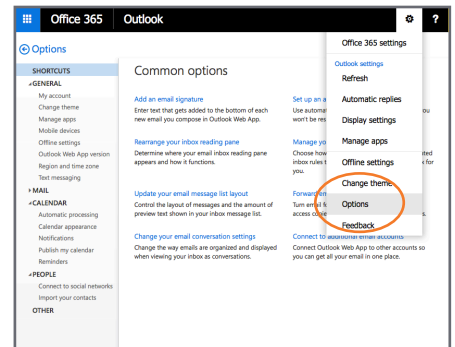 Office 365 Outlook ?
Options
SHORTCUTS
GENERAL
My account
Change theme
Manage apps
Mobile devices
Offline settings
Outlook Web App version
Region and time zone
Text messaging
MAIL
CALENDAR
Automatic processing
Calendar appearance
Notifications
Publish my calendar
Reminders
PEOPLE
Connect to social networks
Import your contacts
OTHER
Common options
Add an email signature
Enter text that gets added to the bottom of each
new email you compose in Outlook Web App.
Rearrange your inbox reading pane
Determine where your email inbox reading pane
appears and how it functions.
Update your email message list layout
Control the layout of messages and the amount of
preview text shown in your inbox message list.
Change your email conversation settings
Change the way emails are organized and displayed
when viewing your inbox as conversations.
Set up an a
Use automa
won't be res
Manage yo
Choose how
inbox rules t
you.
Forward em
Turn email f
access copie
Connect to additional email accounts
Connect Outlook Web App to other accounts so
you can get all your email in one place.
Office 365 settings
Outlook settings
Refresh
Automatic replies
Display settings
Manage apps
Offline settings
Change theme
Options
Feedback